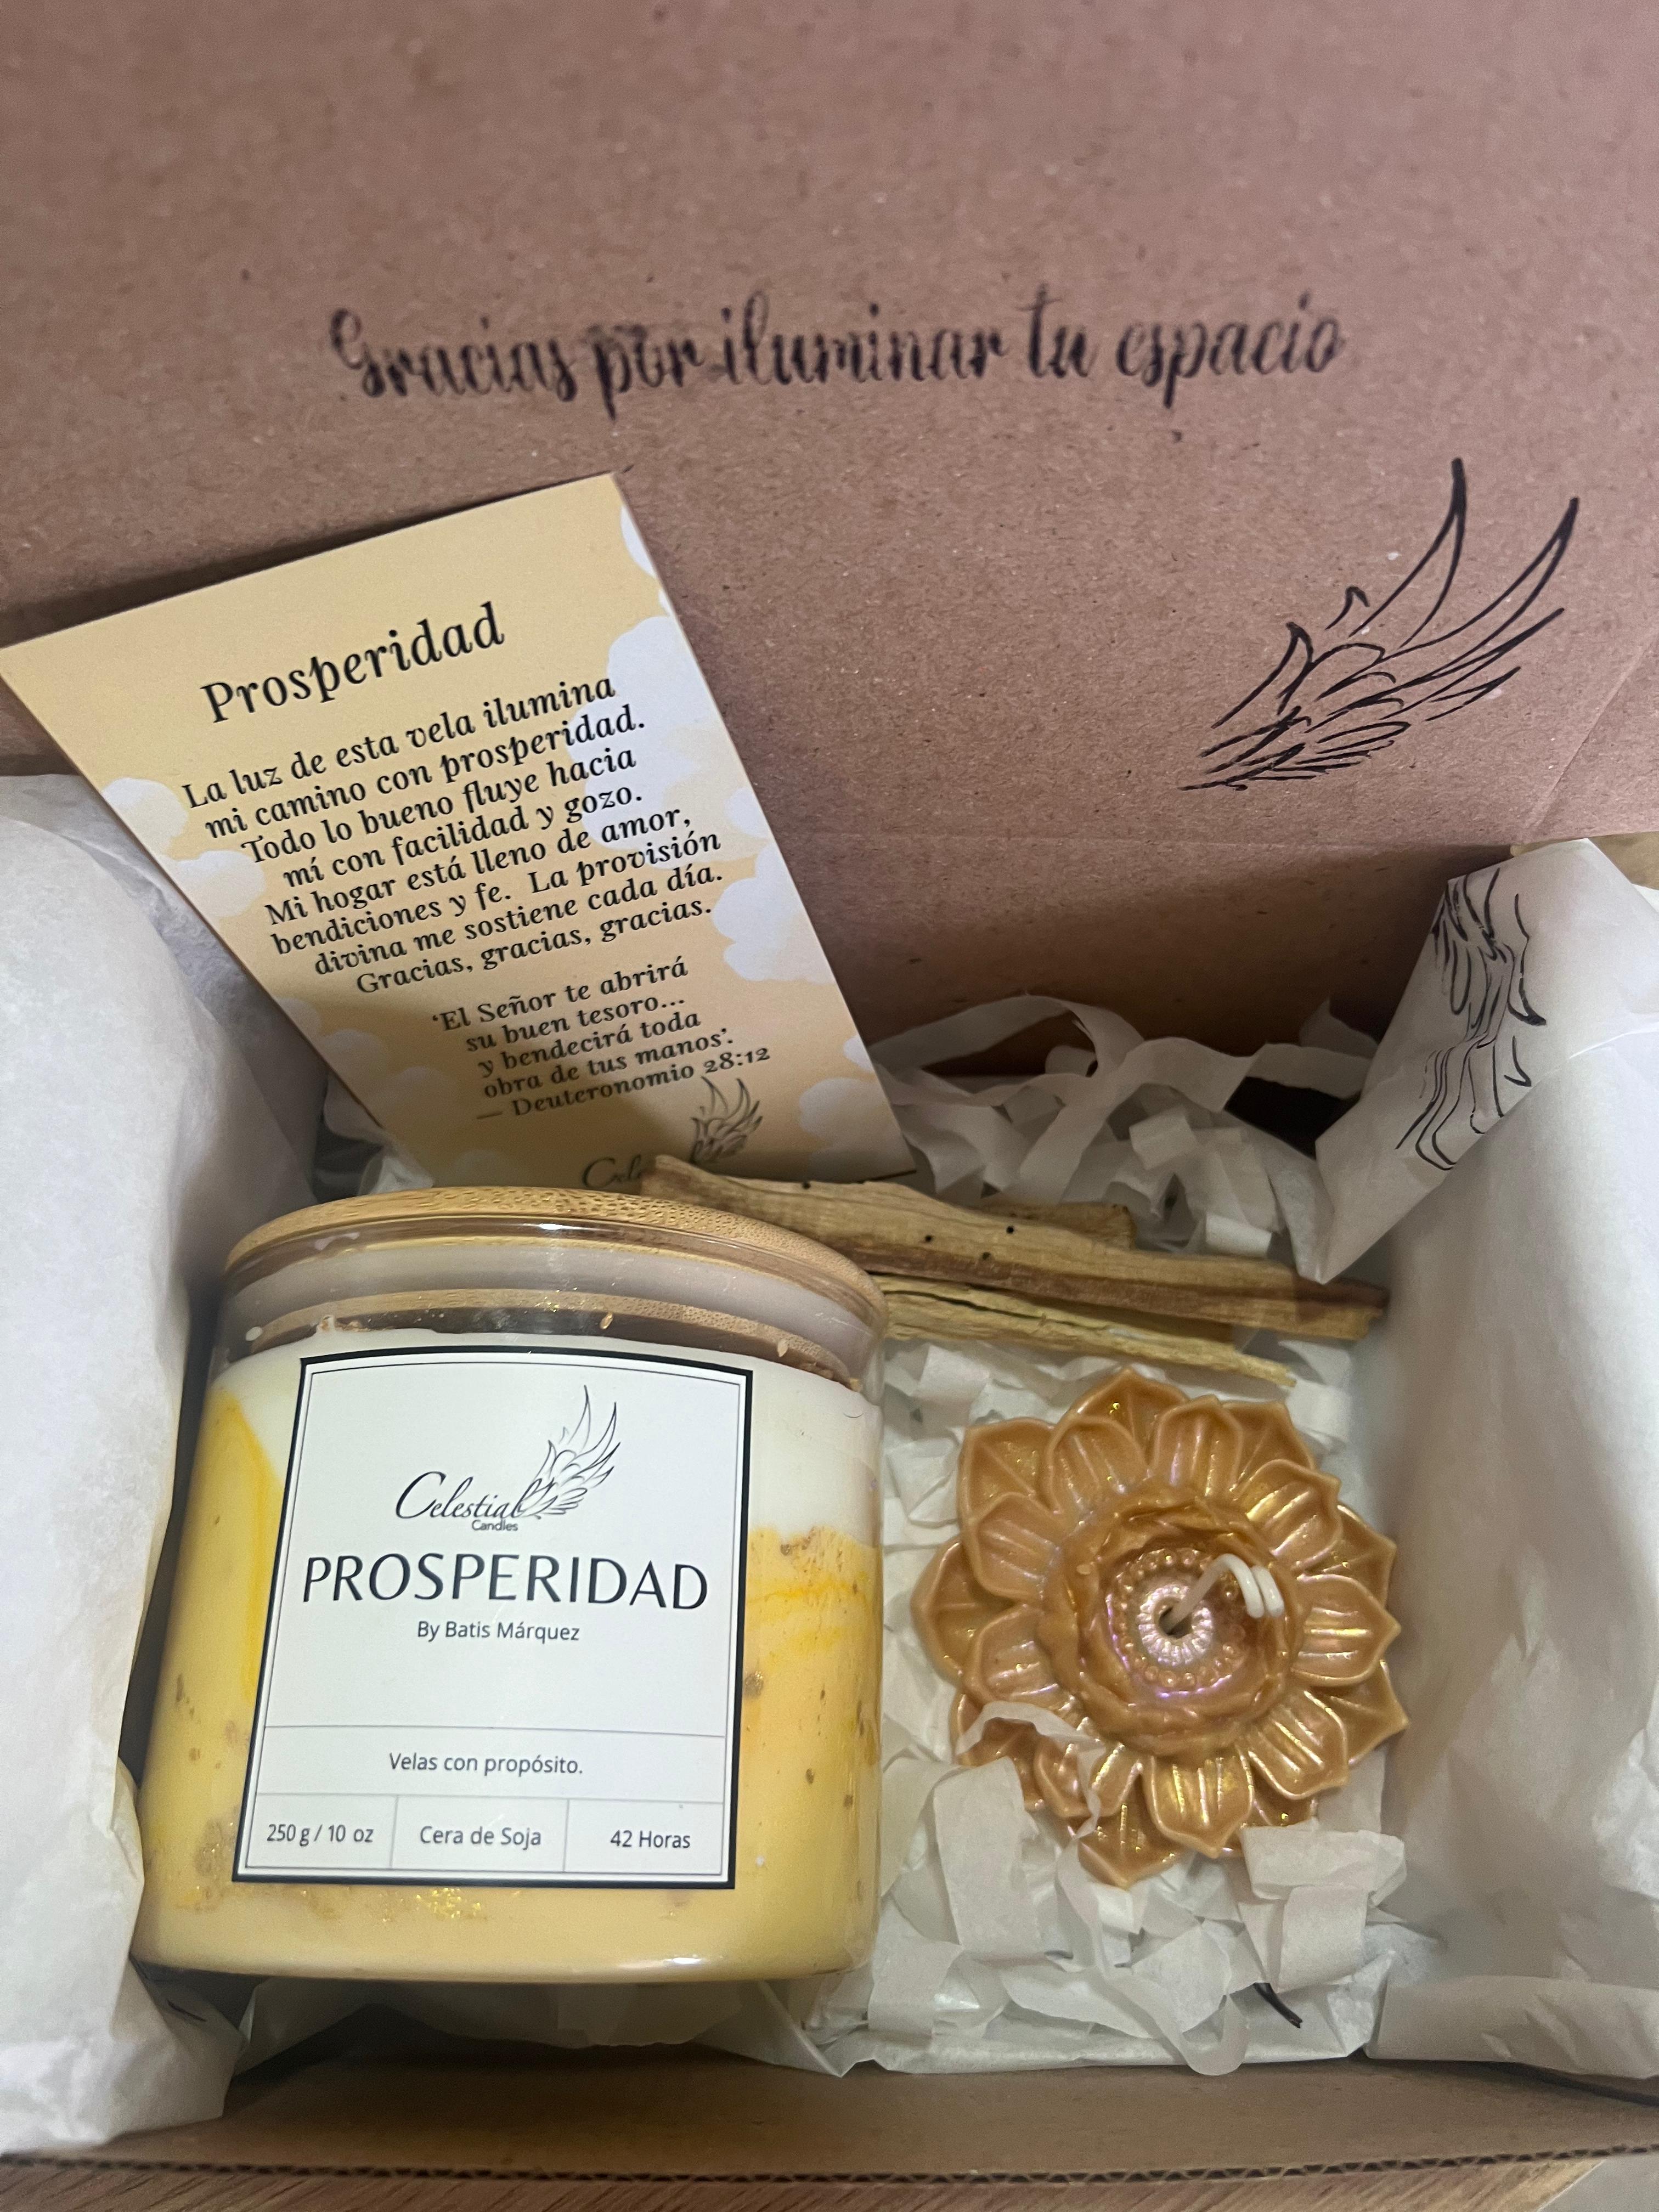 Gracias por iluminar tu espacio
Prosperidad
La luz de esta vela ilumina
mi camino con prosperidad.
Todo lo bueno fluye hacia
mí con facilidad y gozo.
Mi hogar está lleno de amor,
bendiciones y fe. La provisión
divina me sostiene cada día.
Gracias, gracias, gracias.
‘El Señor te abrirá
su buen tesoro...
y bendecirá toda
obra de tus manos’.
— Deuteronomio 28:12
Celestial
Candles
PROSPERIDAD
By Batis Márquez
Velas con propósito.
250 g / 10 oz
Cera de Soja
42 Horas